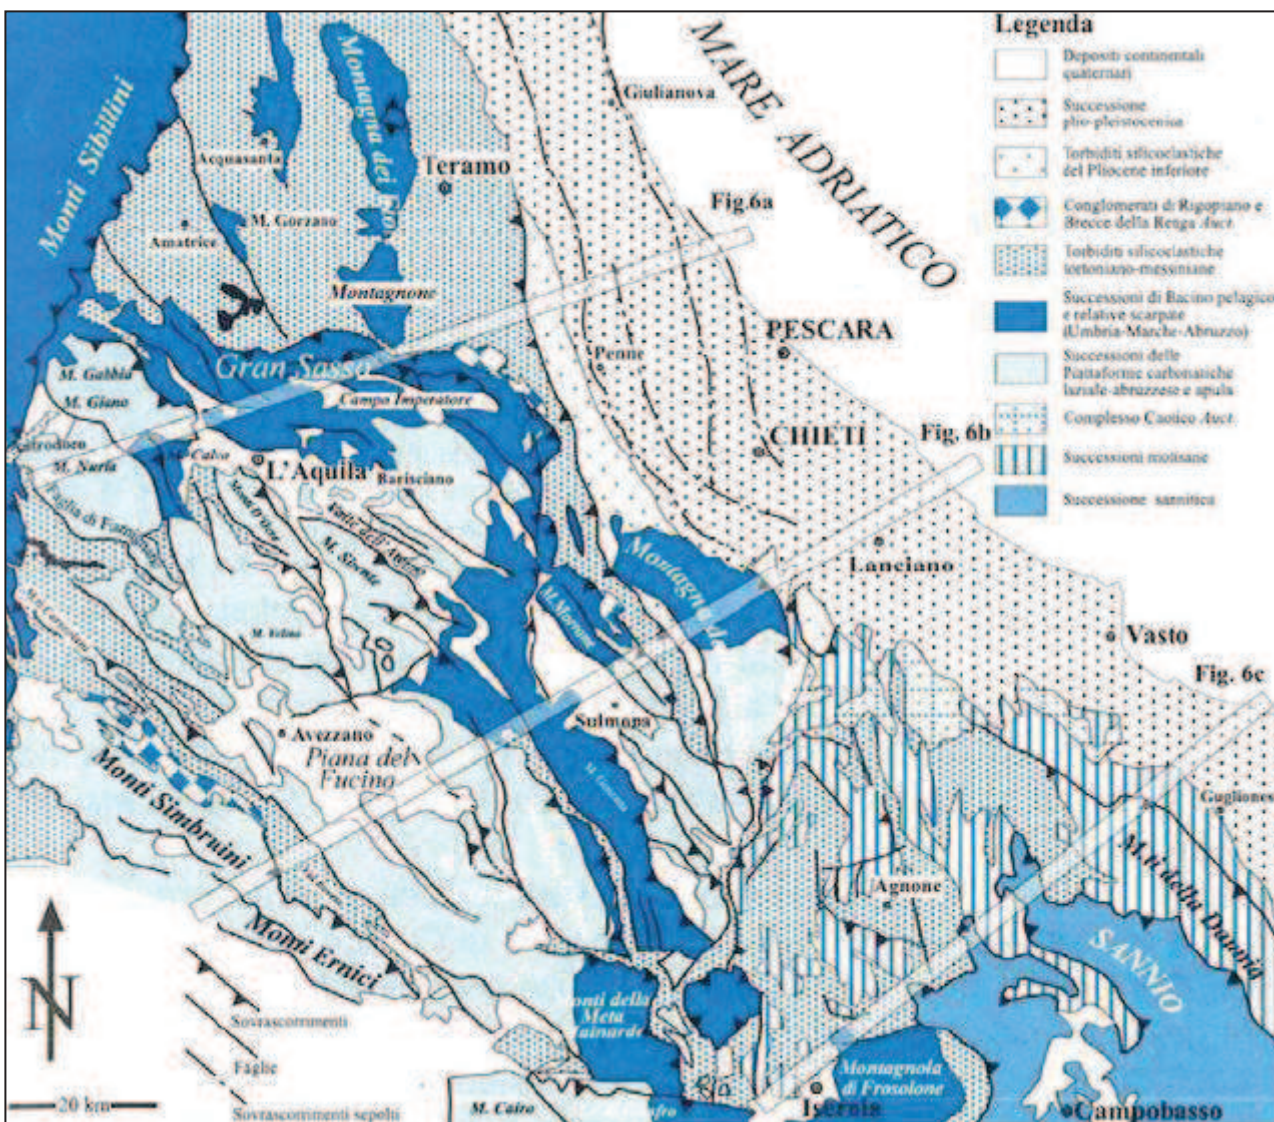 Legenda
Depositi continentali
quaternari
Successione
plio-pleistocenica
Torbiditi silicoclastiche
del Pliocene inferiore
Conglomerati di Rigopiano e
Brecce della Renga Auct.
Torbiditi silicoclastiche
tortoniano-messiniane
Successioni di Bacino pelagico
e relative scarpate
(Umbria-Marche-Abruzzo)
Successioni delle
Piattaforme carbonatiche
laziale-abruzzese e apula
Complesso Caotico Auct.
Successioni molisane
Successione sannitica
MARE ADRIATICO
Monti Sibillini
Montagna dei
Giulianova
Acquasanta
Teramo
M. Gorzano
Amatrice
Montagnone
Fig.6a
PESCARA
Penne
Gran Sasso
Campo Imperatore
M. Gabbia
M. Giano
M. Nuria
M. Calvo
L'Aquila
Barisciano
CHIETI
Fig. 6b
M. Sirente
M. Velino
M. Morrone
Lanciano
Vasto
Fig. 6c
Sulmona
Avezzano
Piana del
Fucino
Monti Simbruini
Monti Ernici
Guglionesi
M.ti della Daunia
Agnone
SANNIO
Monti della
Meta
Mainarde
Montagnola
di Frosolone
Isernia
Campobasso
M. Cairo
N
20 km
Sovrascorrimenti
Faglie
Sovrascorrimenti sepolti